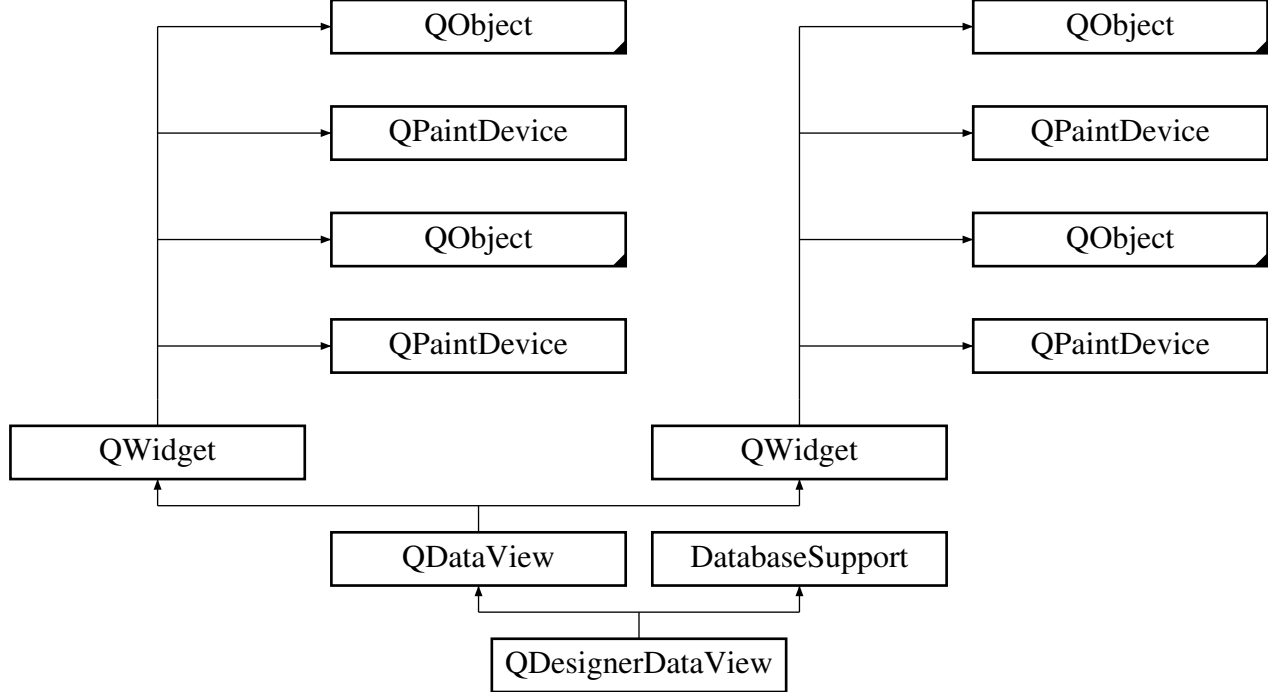 QObject
QObject
QPaintDevice
QPaintDevice
QObject
QObject
QPaintDevice
QPaintDevice
QWidget
QWidget
QDataView
DatabaseSupport
QDesignerDataView